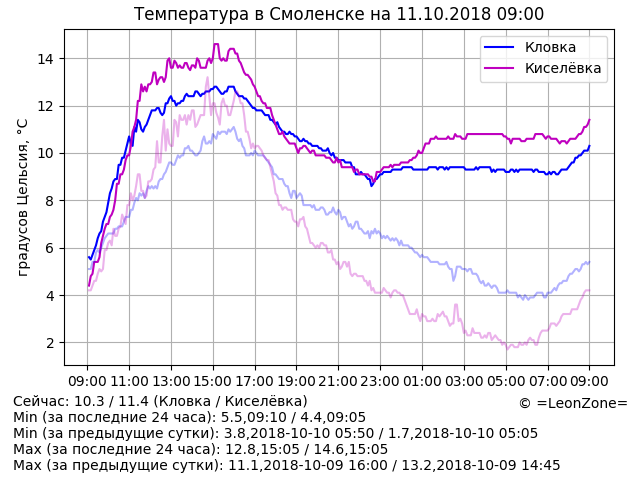 Температура в Смоленске на 11.10.2018 09:00
градусов Цельсия, °C
14
12
10
8
6
4
2
Кловка
Киселёвка
09:00 11:00 13:00 15:00 17:00 19:00 21:00 23:00 01:00 03:00 05:00 07:00 09:00
Сейчас: 10.3 / 11.4 (Кловка / Киселёвка)
© =LeonZone=
Min (за последние 24 часа): 5.5,09:10 / 4.4,09:05
Min (за предыдущие сутки): 3.8,2018-10-10 05:50 / 1.7,2018-10-10 05:05
Max (за последние 24 часа): 12.8,15:05 / 14.6,15:05
Max (за предыдущие сутки): 11.1,2018-10-09 16:00 / 13.2,2018-10-09 14:45